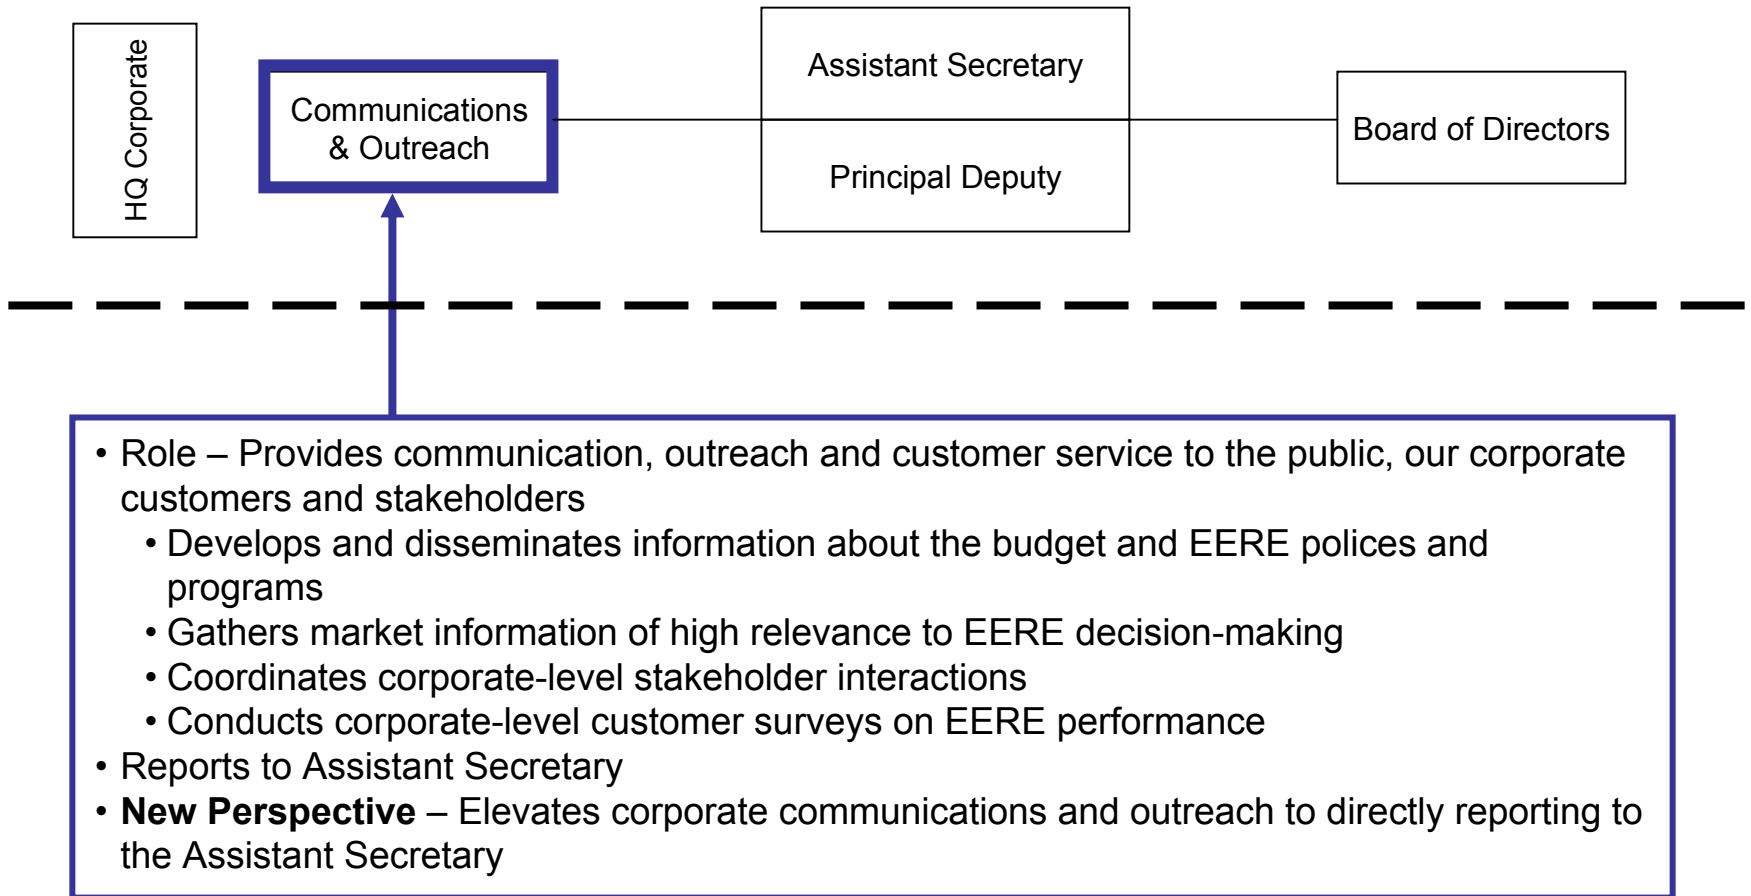 HQ Corporate
Communications
& Outreach
Assistant Secretary
Principal Deputy
Board of Directors
• Role – Provides communication, outreach and customer service to the public, our corporate
customers and stakeholders
• Develops and disseminates information about the budget and EERE polices and
programs
• Gathers market information of high relevance to EERE decision-making
• Coordinates corporate-level stakeholder interactions
• Conducts corporate-level customer surveys on EERE performance
• Reports to Assistant Secretary
• New Perspective – Elevates corporate communications and outreach to directly reporting to
the Assistant Secretary